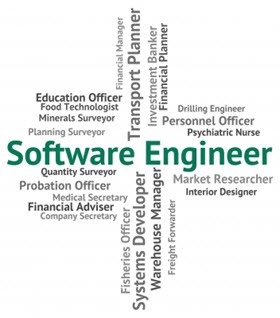 Financial Manager
Transport Planner
Investment Banker
Financial Planner
Education Officer
Food Technologist
Minerals Surveyor
Planning Surveyor
Drilling Engineer
Personnel Officer
Psychiatric Nurse
Software Engineer
Quantity Surveyor
Probation Officer
Medical Secretary
Financial Adviser
Company Secretary
Market Researcher
Interior Designer
Fisheries Officer
Systems Developer
Warehouse Manager
Freight Forwarder